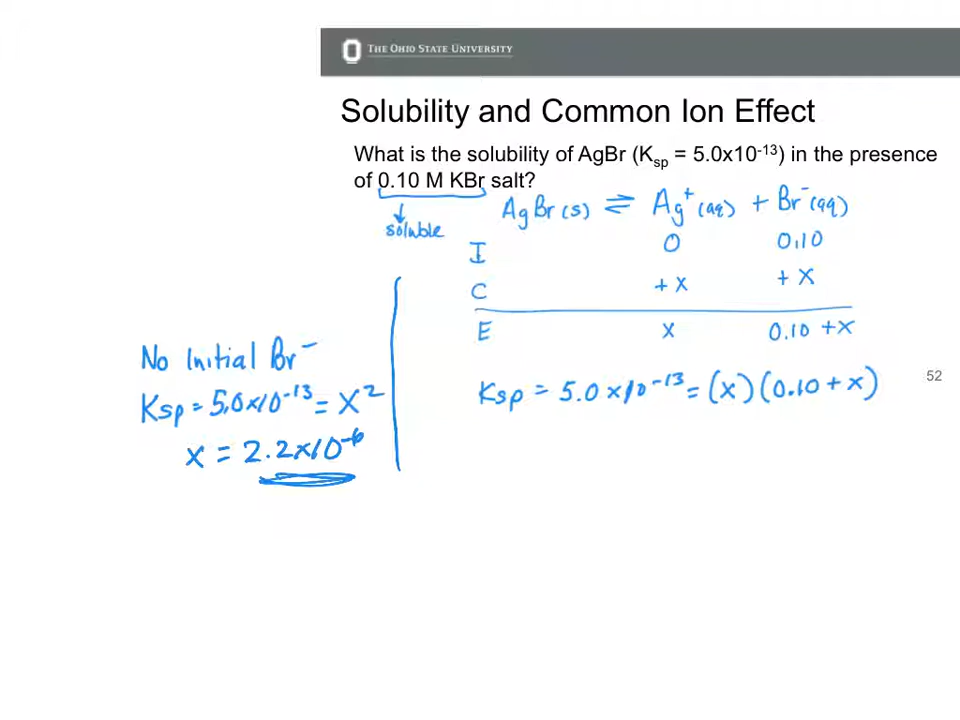 THE OHIO STATE UNIVERSITY
Solubility and Common Ion Effect
What is the solubility of AgBr (Ksp = 5.0x10⁻¹³) in the presence
of 0.10 M KBr salt?
soluble
AgBr(s) ⇌ Ag⁺(aq) + Br⁻(aq)
I 0 0.10
C + x + x
E x 0.10 + x
Ksp = 5.0 x 10⁻¹³ = (x)(0.10 + x)
No Initial Br⁻
Ksp = 5.0x10⁻¹³ = x²
x = 2.2x10⁻⁶
52